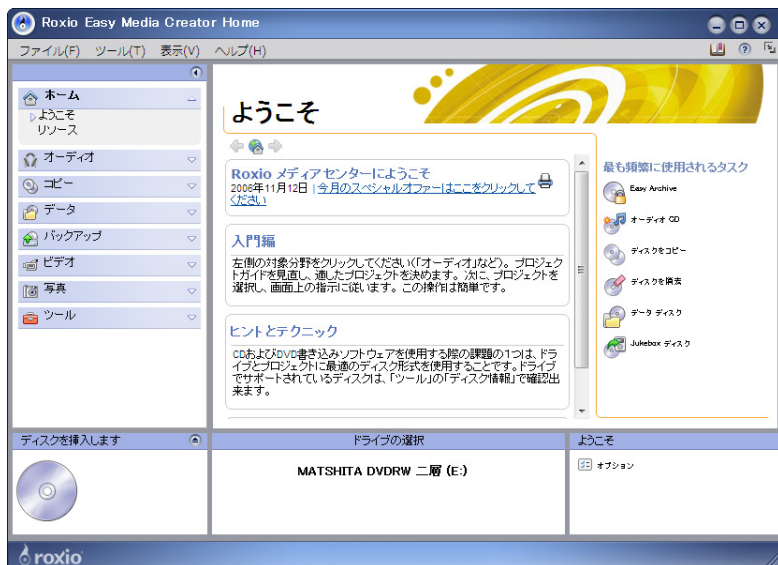 Roxio Easy Media Creator Home
ファイル(F) ツール(T) 表示(V) ヘルプ(H)
ホーム
ようこそ
リソース
オーディオ
コピー
データ
バックアップ
ビデオ
写真
ツール
ようこそ
Roxio メディアセンターにようこそ
2006年11月12日 | 今月のスペシャルオファーはここをクリックして
ください
入門編
左側の対象分野をクリックしてください(「オーディオ」など)。プロジェク
トガイドを見直し、適したプロジェクトを決めます。次に、プロジェクトを
選択し、画面上の指示に従います。この操作は簡単です。
ヒントとテクニック
CDおよびDVD書き込みソフトウェアを使用する際の課題の1つは、ドラ
イブとプロジェクトに最適のディスク形式を使用することです。ドライブ
でサポートされているディスクは、「ツール」の「ディスク情報」で確認出
来ます。
最も頻繁に使用されるタスク
Easy Archive
オーディオ CD
ディスクをコピー
ディスクを消去
データ ディスク
Jukebox ディスク
ディスクを挿入します
ドライブの選択
MATSHITA DVDRW 二層 (E:)
ようこそ
オプション
roxio